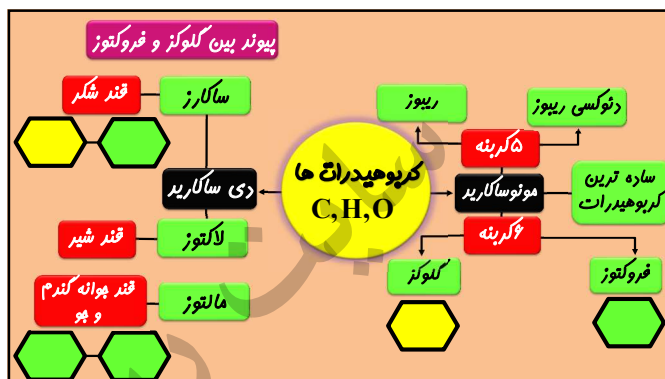 پیوند بین گلوکز و فروکتوز
قند شکر
ساکارز
ریبوز
دئوکسی ریبوز
۵کربنه
کربوهیدرات ها
C,H,O
دی ساکارید
مونوساکارید
ساده ترین
کربوهیدرات
قند شیر
لاکتوز
۶کربنه
قند جوانه گندم
و جو
مالتوز
گلوکز
فروکتوز
سایت